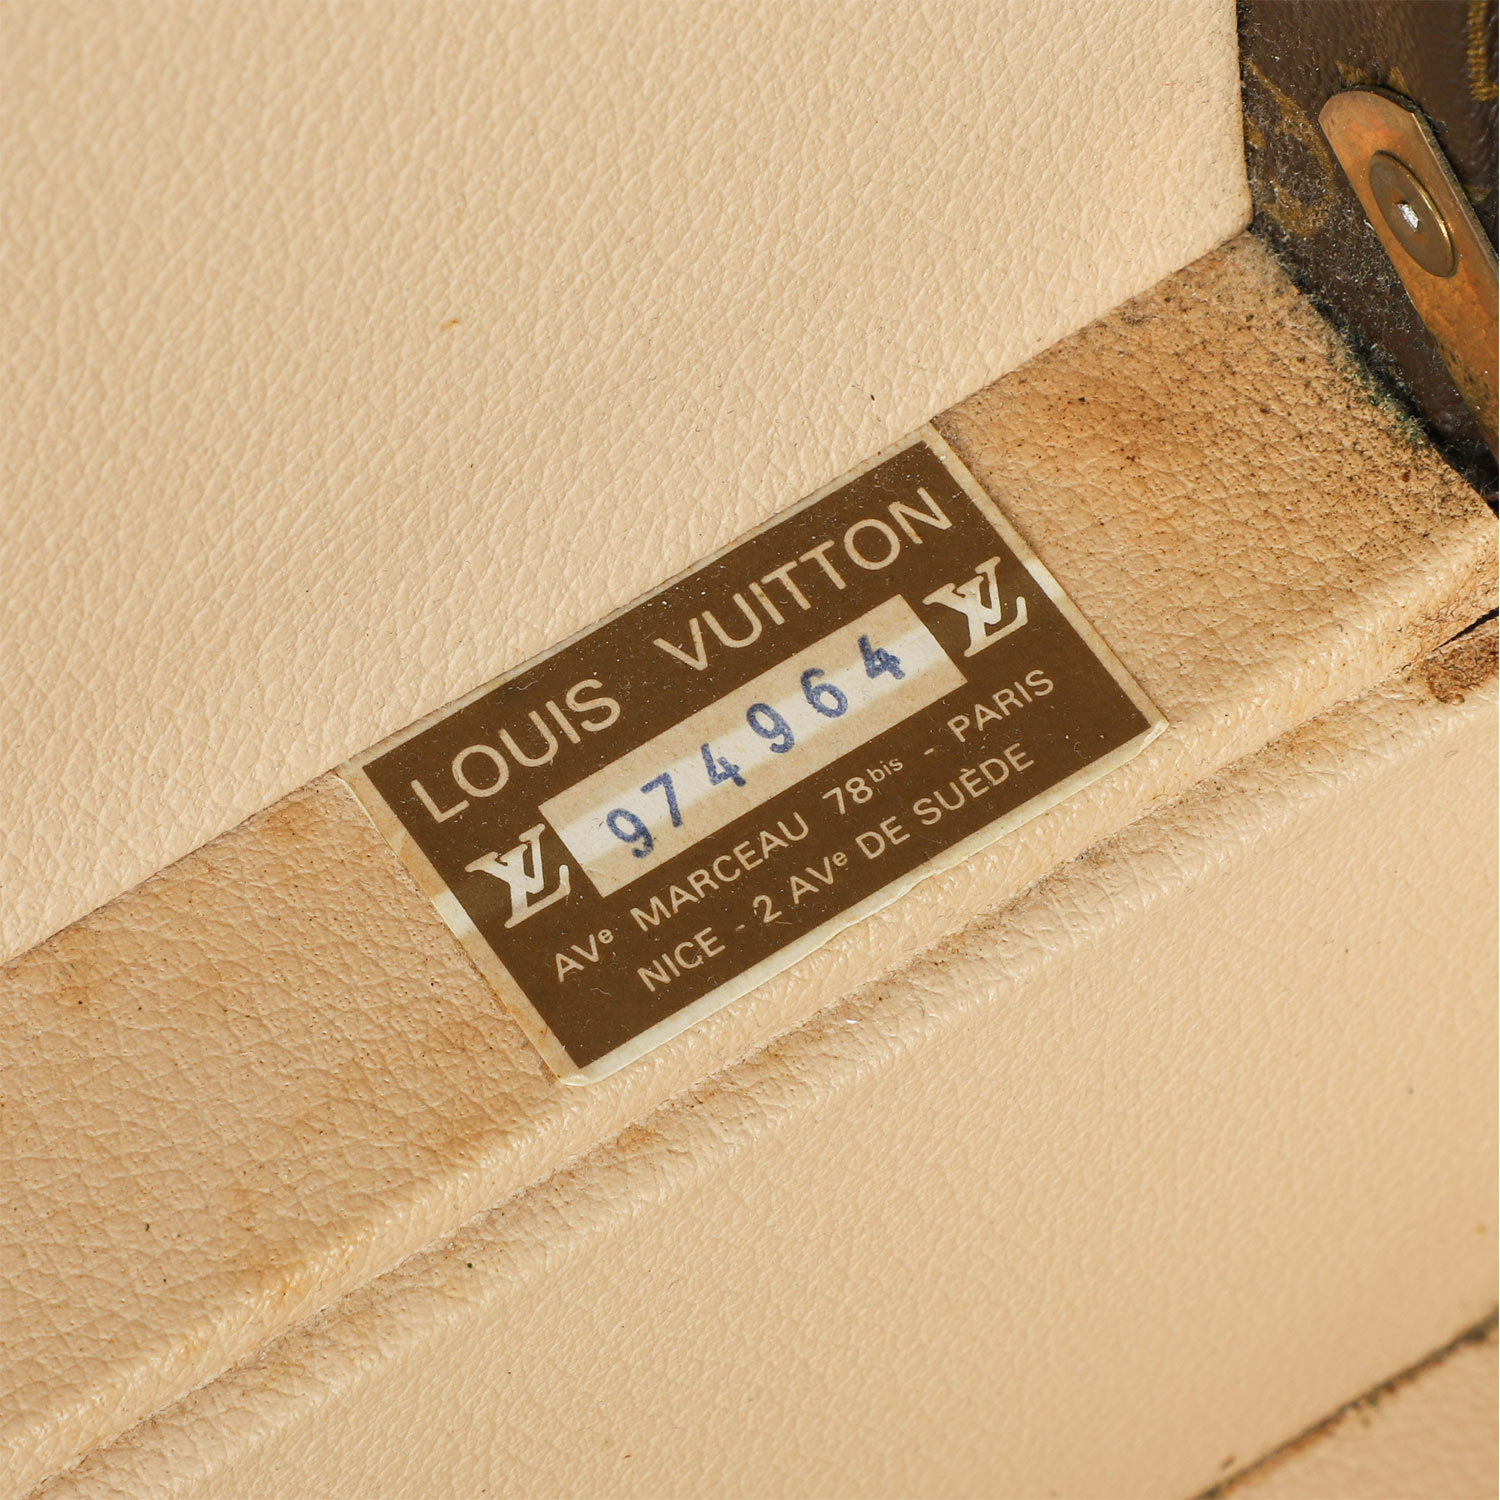 LOUIS VUITTON
LV 974964 LV
AVe MARCEAU 78bis - PARIS
NICE - 2 AVe DE SUÈDE